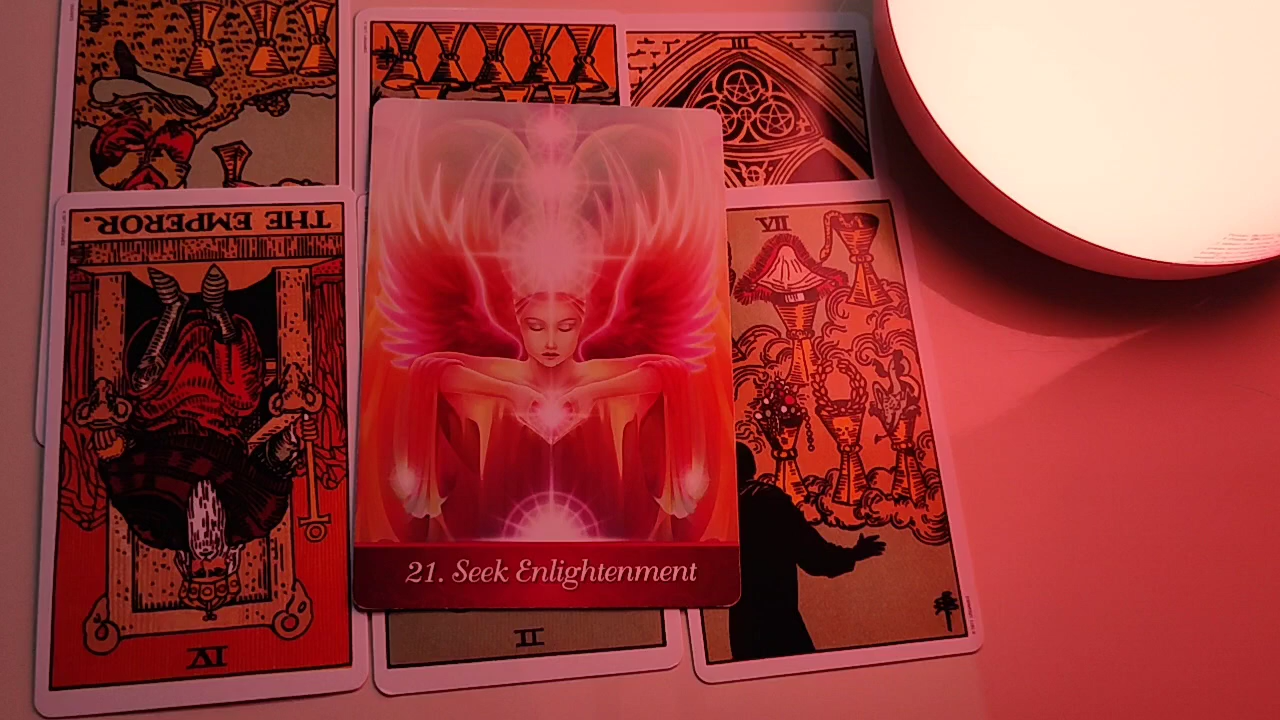 III
THE EMPEROR.
VII
21. Seek Enlightenment
II
IV